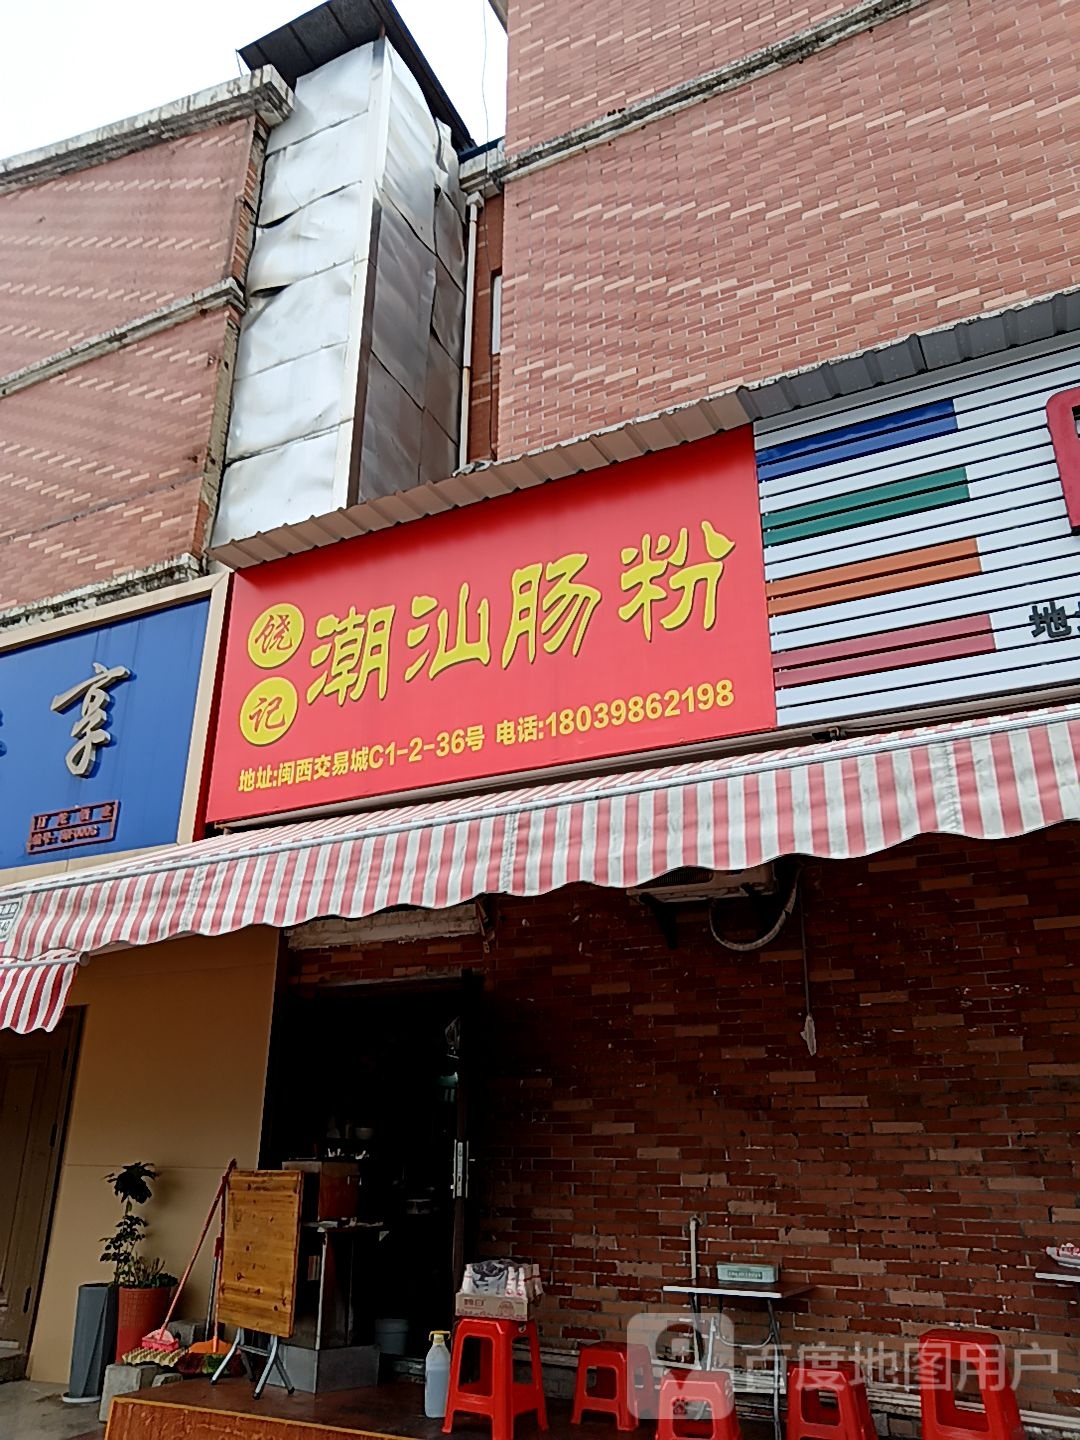 饶记
潮汕肠粉
地址:闽西交易城C1-2-36号 电话:18039862198
享
地
百度地图用户